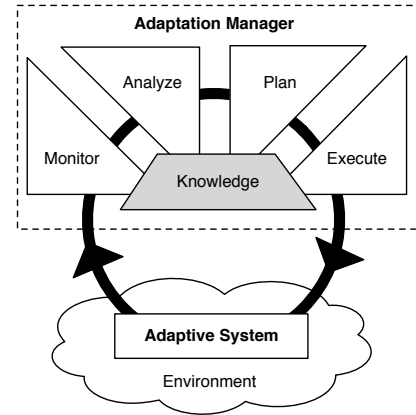 Adaptation Manager
Analyze
Plan
Monitor
Execute
Knowledge
Adaptive System
Environment